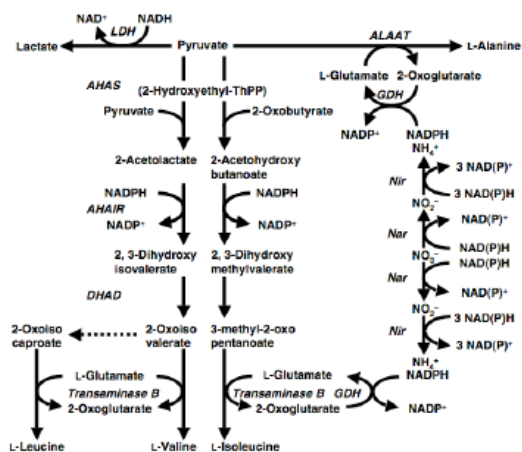 NAD⁺ NADH
LDH
ALAAT
Lactate Pyruvate L-Alanine
L-Glutamate 2-Oxoglutarate
AHAS
(2-Hydroxyethyl-ThPP)
GDH
Pyruvate 2-Oxobutyrate
NADP⁺ NADPH
NH₄⁺
2-Acetolactate 2-Acetohydroxy
butanoate
Nir 3 NAD(P)⁺
3 NAD(P)H
NADPH NADPH
NO₂⁻
AHAIR
NAD(P)⁺
NADP⁺ NADP⁺
Nar
NAD(P)H
2, 3-Dihydroxy 2, 3-Dihydroxy
isovalerate methylvalerate
NO₃⁻
NAD(P)H
Nar
NAD(P)⁺
DHAD
NO₂⁻
2-Oxoiso 2-Oxoiso 3-methyl-2-oxo
caproate valerate pentanoate
3 NAD(P)H
Nir
3 NAD(P)⁺
NH₄⁺
L-Glutamate L-Glutamate NADPH
Transaminase B Transaminase B GDH
2-Oxoglutarate 2-Oxoglutarate NADP⁺
L-Leucine L-Valine L-Isoleucine